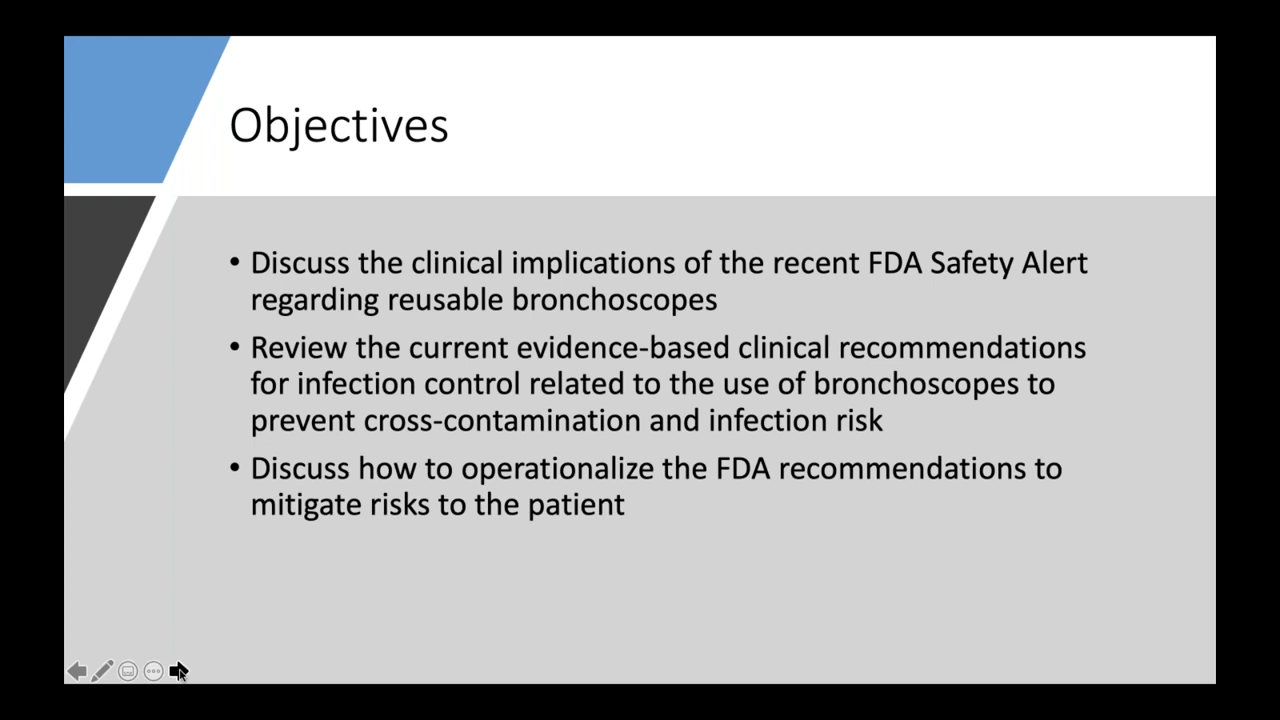 Objectives
• Discuss the clinical implications of the recent FDA Safety Alert
regarding reusable bronchoscopes
• Review the current evidence-based clinical recommendations
for infection control related to the use of bronchoscopes to
prevent cross-contamination and infection risk
• Discuss how to operationalize the FDA recommendations to
mitigate risks to the patient